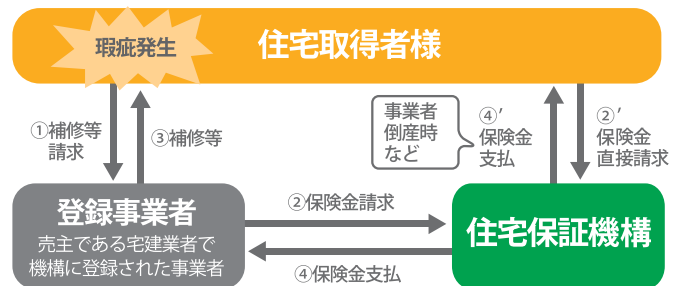 瑕疵発生
住宅取得者様
①補修等
請求
③補修等
事業者
倒産時
など
④’
保険金
支払
②’
保険金
直接請求
登録事業者
売主である宅建業者で
機構に登録された事業者
②保険金請求
④保険金支払
住宅保証機構